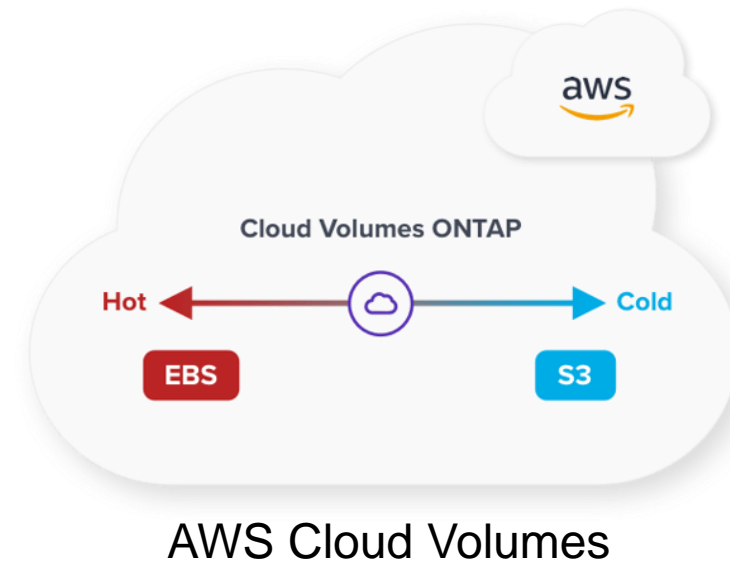 aws
Cloud Volumes ONTAP
Hot
Cold
EBS
S3
AWS Cloud Volumes